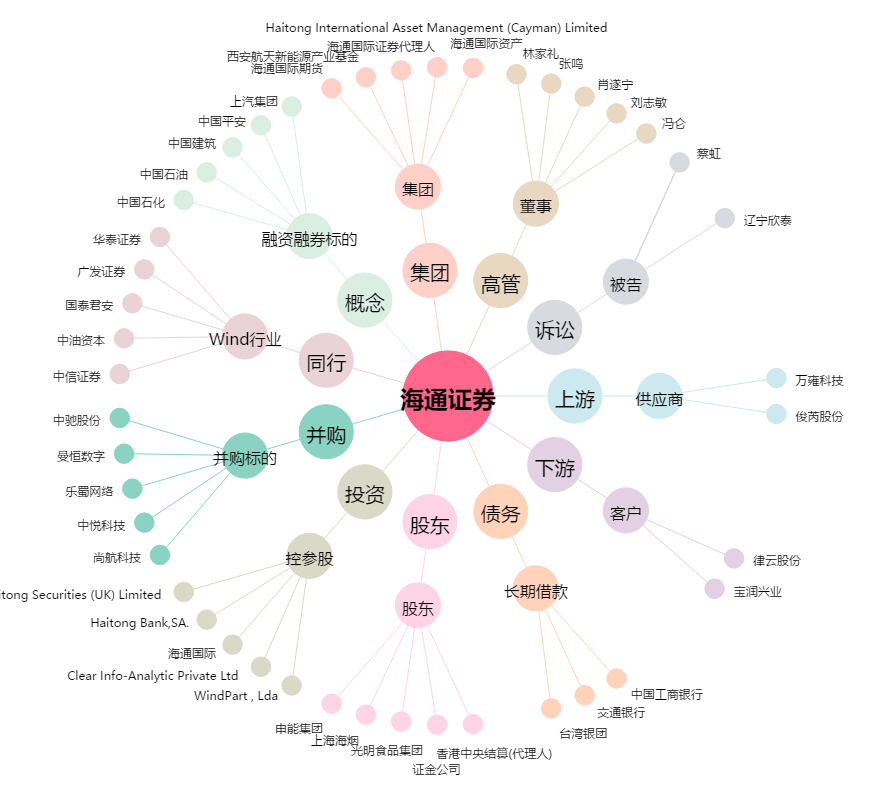 Haitong International Asset Management (Cayman) Limited
海通国际证券代理人
海通国际资产
西安航天新能源产业基金
海通国际期货
林家礼
张鸣
肖遂宁
刘志敏
冯仑
上汽集团
中国平安
中国建筑
中国石油
中国石化
蔡虹
辽宁欣泰
集团
董事
融资融券标的
被告
集团
高管
概念
诉讼
华泰证券
广发证券
国泰君安
中油资本
中信证券
Wind行业
同行
海通证券
上游
供应商
万雍科技
俊芮股份
中驰股份
受恒数字
乐蜀网络
中悦科技
尚航科技
并购标的
并购
投资
股东
债务
下游
客户
律云股份
宝润兴业
控参股
股东
长期借款
itong Securities (UK) Limited
Haitong Bank,SA.
海通国际
Clear Info-Analytic Private Ltd
WindPart , Lda
申能集团
上海海烟
光明食品集团
证金公司
香港中央结算(代理人)
台湾银团
交通银行
中国工商银行